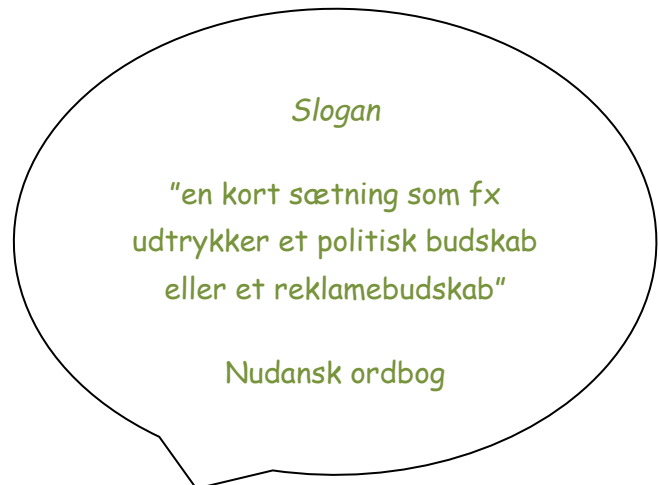 Slogan
”en kort sætning som fx
udtrykker et politisk budskab
eller et reklamebudskab”
Nudansk ordbog